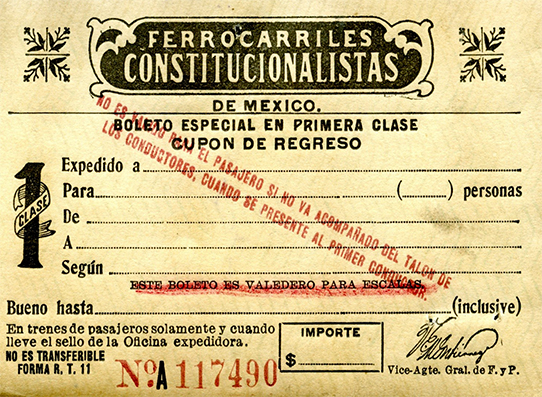 FERROCARRILES
CONSTITUCIONALISTAS
DE MEXICO.
BOLETO ESPECIAL EN PRIMERA CLASE
CUPON DE REGRESO
NO ES VALIDO PARA EL PASAJERO SI NO VA ACOMPAÑADO DEL TALON DE
LOS CONDUCTORES, CUANDO SE PRESENTE AL PRIMER CONDUCTOR.
1 CLASE
Expedido a
Para (......) personas
De
A
Según
ESTE BOLETO ES VALEDERO PARA ESCALAS.
Bueno hasta (inclusive)
En trenes de pasajeros solamente y cuando
lleve el sello de la Oficina expedidora.
NO ES TRANSFERIBLE
FORMA R. T. 11
No. A 117490
IMPORTE
$
Vice-Agte. Gral. de F. y P.